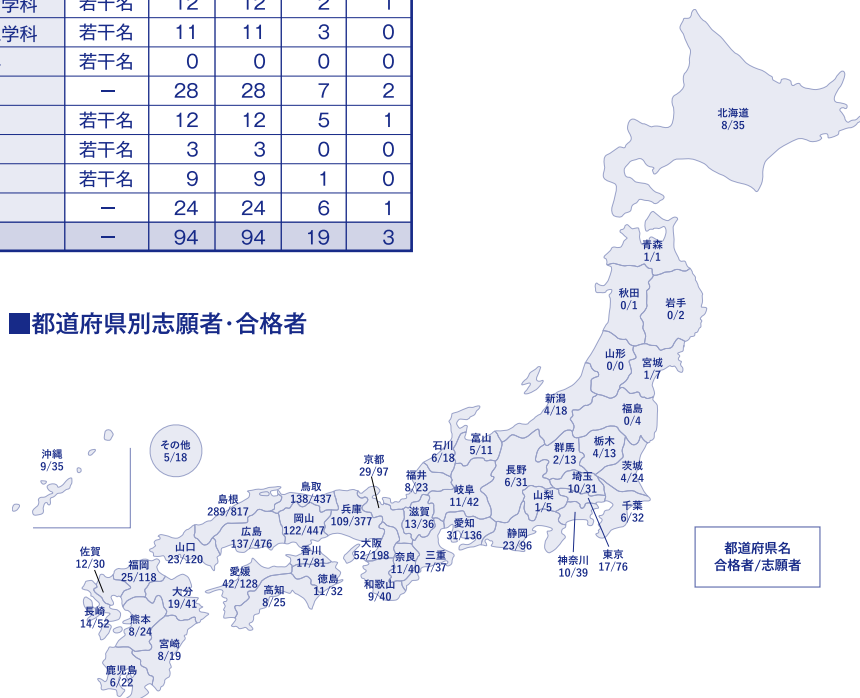 学科 若干名 12 12 2 1
学科 若干名 11 11 3 0
若干名 0 0 0 0
− 28 28 7 2
若干名 12 12 5 1
若干名 3 3 0 0
若干名 9 9 1 0
− 24 24 6 1
− 94 94 19 3
■都道府県別志願者･合格者
北海道
8/35
青森
1/1
秋田
0/1
岩手
0/2
山形
0/0
宮城
1/7
新潟
4/18
福島
0/4
石川
6/18
富山
5/11
群馬
2/13
栃木
4/13
茨城
4/24
長野
6/31
埼玉
10/31
山梨
1/5
千葉
6/32
東京
17/76
神奈川
10/39
静岡
23/96
愛知
31/136
岐阜
11/42
福井
8/23
滋賀
13/36
三重
7/37
京都
29/97
奈良
11/40
大阪
52/198
和歌山
9/40
兵庫
109/377
鳥取
138/437
岡山
122/447
島根
289/817
広島
137/476
山口
23/120
香川
17/81
徳島
11/32
愛媛
42/128
高知
8/25
福岡
25/118
佐賀
12/30
長崎
14/52
大分
19/41
熊本
8/24
宮崎
8/19
鹿児島
6/22
沖縄
9/35
その他
5/18
都道府県名
合格者/志願者